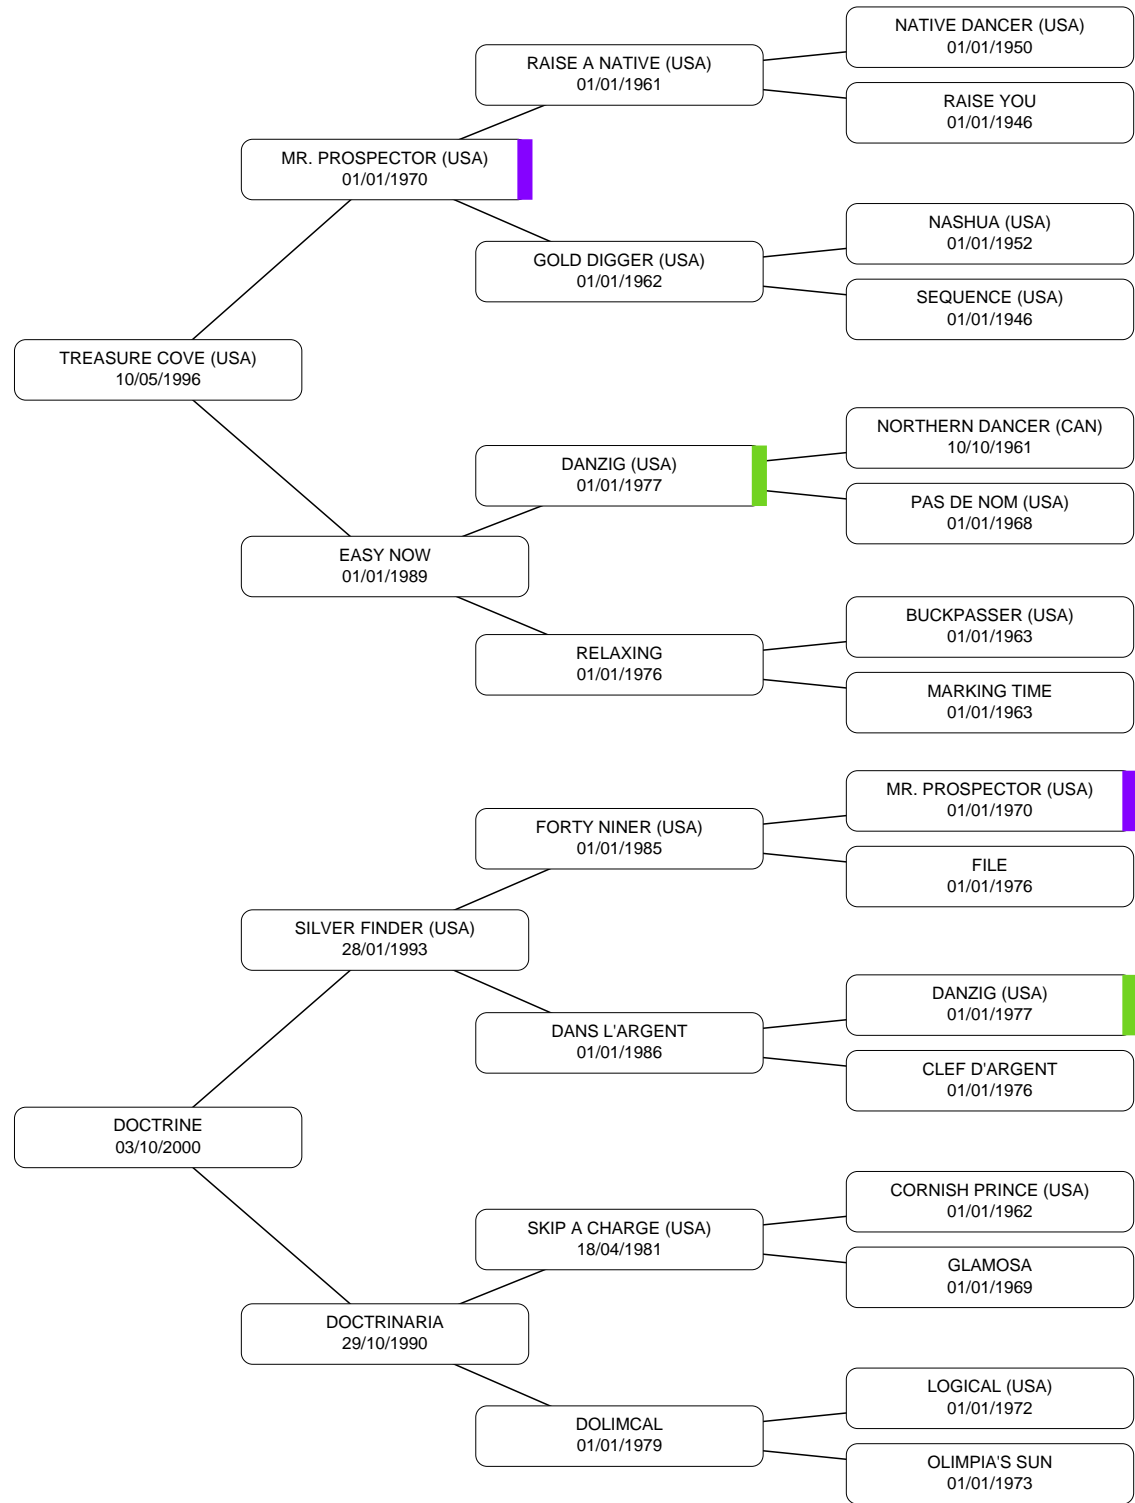 NATIVE DANCER (USA)
01/01/1950
RAISE A NATIVE (USA)
01/01/1961
RAISE YOU
01/01/1946
MR. PROSPECTOR (USA)
01/01/1970
NASHUA (USA)
01/01/1952
GOLD DIGGER (USA)
01/01/1962
SEQUENCE (USA)
01/01/1946
TREASURE COVE (USA)
10/05/1996
NORTHERN DANCER (CAN)
10/10/1961
DANZIG (USA)
01/01/1977
PAS DE NOM (USA)
01/01/1968
EASY NOW
01/01/1989
BUCKPASSER (USA)
01/01/1963
RELAXING
01/01/1976
MARKING TIME
01/01/1963
MR. PROSPECTOR (USA)
01/01/1970
FORTY NINER (USA)
01/01/1985
FILE
01/01/1976
SILVER FINDER (USA)
28/01/1993
DANZIG (USA)
01/01/1977
DANS L'ARGENT
01/01/1986
CLEF D'ARGENT
01/01/1976
DOCTRINE
03/10/2000
CORNISH PRINCE (USA)
01/01/1962
SKIP A CHARGE (USA)
18/04/1981
GLAMOSA
01/01/1969
DOCTRINARIA
29/10/1990
LOGICAL (USA)
01/01/1972
DOLIMCAL
01/01/1979
OLIMPIA'S SUN
01/01/1973